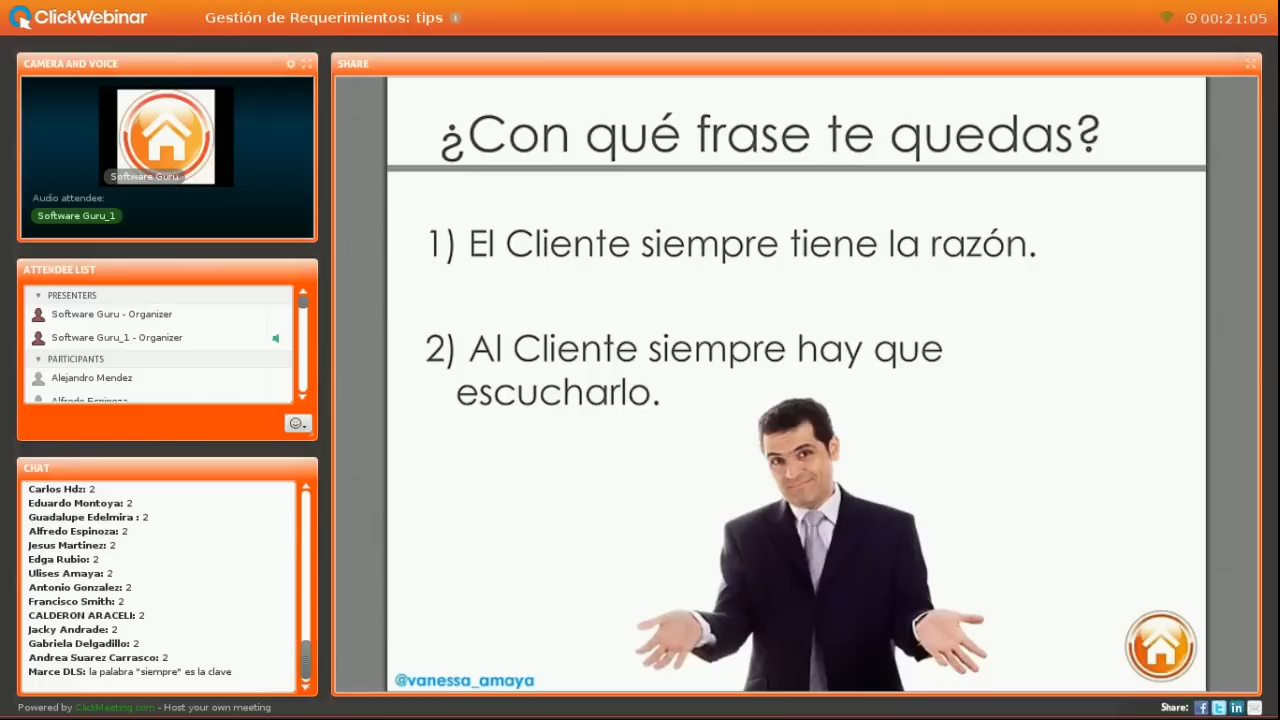 ClickWebinar
Gestión de Requerimientos: tips
00:21:05
CAMERA AND VOICE
Software Guru
Audio attendee:
Software Guru_1
ATTENDEE LIST
PRESENTERS
Software Guru - Organizer
Software Guru_1 - Organizer
PARTICIPANTS
Alejandro Mendez
Alfredo Espinoza
CHAT
Carlos Hdz: 2
Eduardo Montoya: 2
Guadalupe Edelmira : 2
Alfredo Espinoza: 2
Jesus Martinez: 2
Edga Rubio: 2
Ulises Amaya: 2
Antonio Gonzalez: 2
Francisco Smith: 2
CALDERON ARACELI: 2
Jacky Andrade: 2
Gabriela Delgadillo: 2
Andrea Suarez Carrasco: 2
Marce DLS: la palabra "siempre" es la clave
SHARE
¿Con qué frase te quedas?
1) El Cliente siempre tiene la razón.
2) Al Cliente siempre hay que
escucharlo.
@vanessa_amaya
Powered by ClickMeeting.com - Host your own meeting
Share: